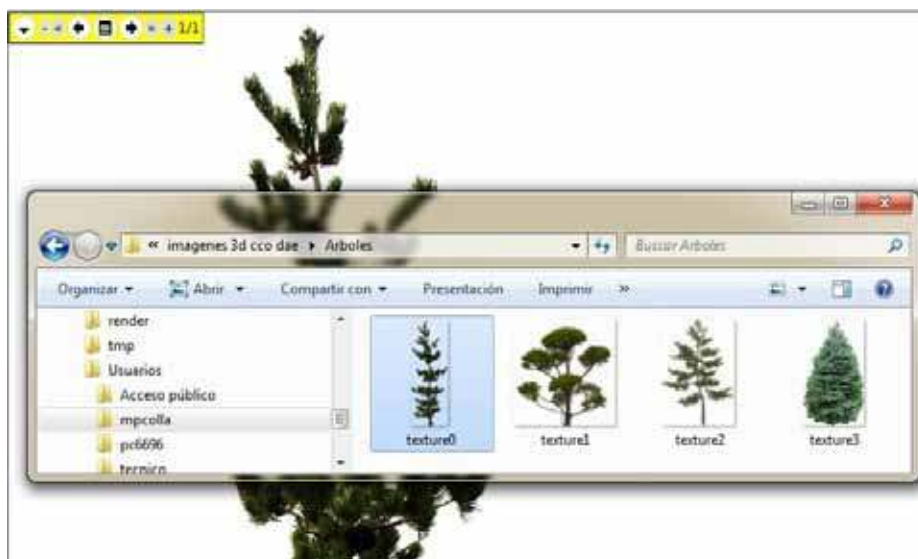 1/1
« imagenes 3d cco dae ▸ Arboles
Buscar Arboles
Organizar Abrir Compartir con Presentación Imprimir »
render
tmp
Usuarios
Acceso público
mpcolla
pc6696
tecnico
texture0 texture1 texture2 texture3